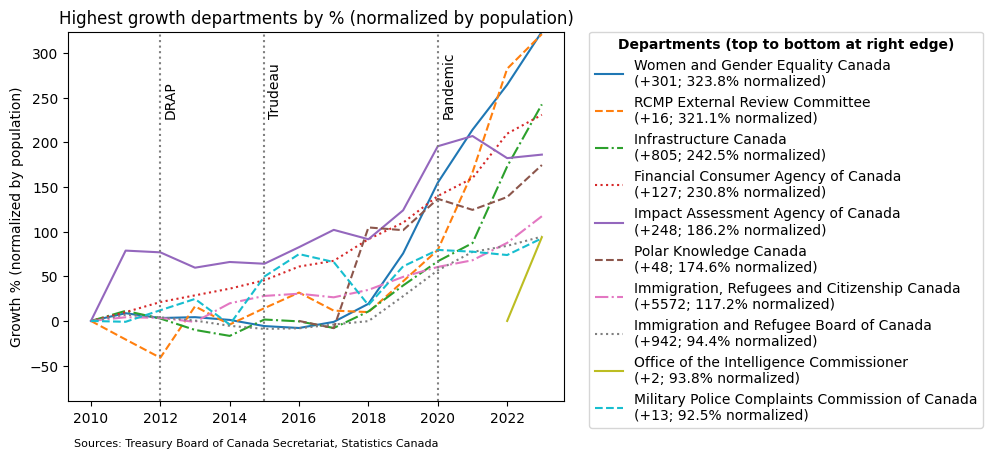 Highest growth departments by % (normalized by population)
Growth % (normalized by population)
300
250
200
150
100
50
0
−50
2010
2012
2014
2016
2018
2020
2022
DRAP
Trudeau
Pandemic
Sources: Treasury Board of Canada Secretariat, Statistics Canada
Departments (top to bottom at right edge)
Women and Gender Equality Canada
(+301; 323.8% normalized)
RCMP External Review Committee
(+16; 321.1% normalized)
Infrastructure Canada
(+805; 242.5% normalized)
Financial Consumer Agency of Canada
(+127; 230.8% normalized)
Impact Assessment Agency of Canada
(+248; 186.2% normalized)
Polar Knowledge Canada
(+48; 174.6% normalized)
Immigration, Refugees and Citizenship Canada
(+5572; 117.2% normalized)
Immigration and Refugee Board of Canada
(+942; 94.4% normalized)
Office of the Intelligence Commissioner
(+2; 93.8% normalized)
Military Police Complaints Commission of Canada
(+13; 92.5% normalized)